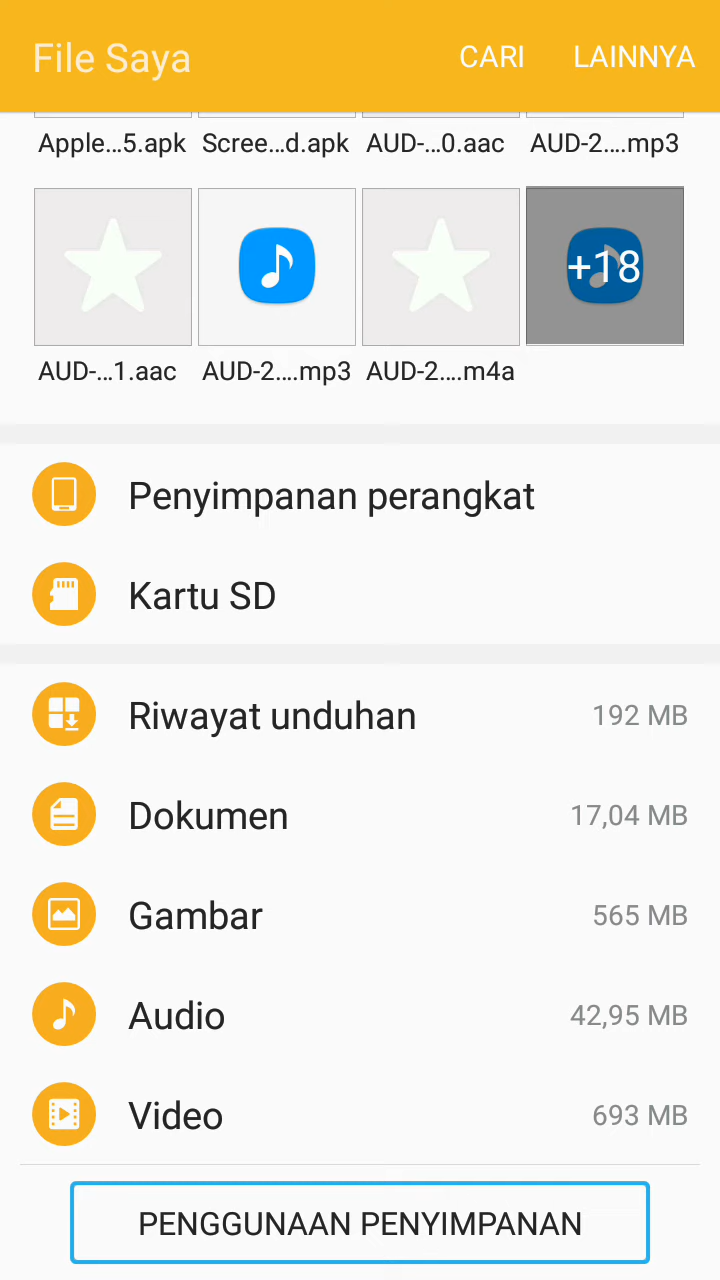 File Saya CARI LAINNYA
Apple...5.apk Scree...d.apk AUD-...0.aac AUD-2....mp3
+18
AUD-...1.aac AUD-2....mp3 AUD-2....m4a
Penyimpanan perangkat
Kartu SD
Riwayat unduhan 192 MB
Dokumen 17,04 MB
Gambar 565 MB
Audio 42,95 MB
Video 693 MB
PENGGUNAAN PENYIMPANAN